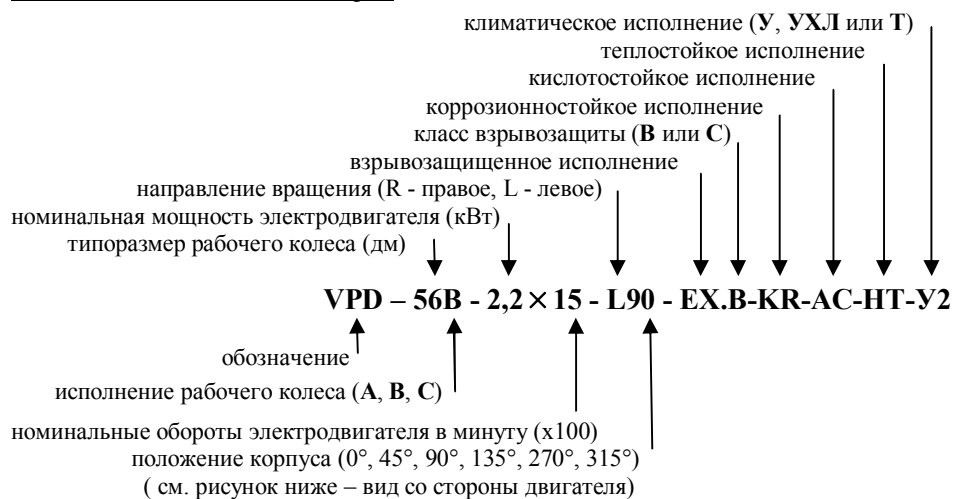 климатическое исполнение (У, УХЛ или Т)
теплостойкое исполнение
кислотостойкое исполнение
коррозионностойкое исполнение
класс взрывозащиты (В или С)
взрывозащищенное исполнение
направление вращения (R - правое, L - левое)
номинальная мощность электродвигателя (кВт)
типоразмер рабочего колеса (дм)
VPD – 56B - 2,2 × 15 - L90 - EX.B-KR-AC-HT-У2
обозначение
исполнение рабочего колеса (А, В, С)
номинальные обороты электродвигателя в минуту (х100)
положение корпуса (0°, 45°, 90°, 135°, 270°, 315°)
( см. рисунок ниже – вид со стороны двигателя)